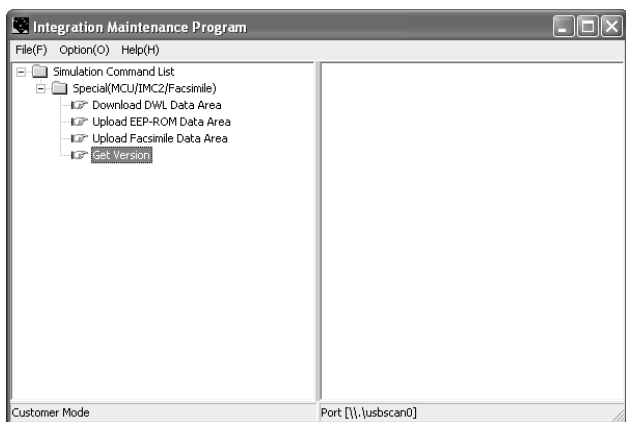 Integration Maintenance Program
File(F) Option(O) Help(H)
Simulation Command List
Special(MCU/IMC2/Facsimile)
Download DWL Data Area
Upload EEP-ROM Data Area
Upload Facsimile Data Area
Get Version
Customer Mode Port [\\.\usbscan0]